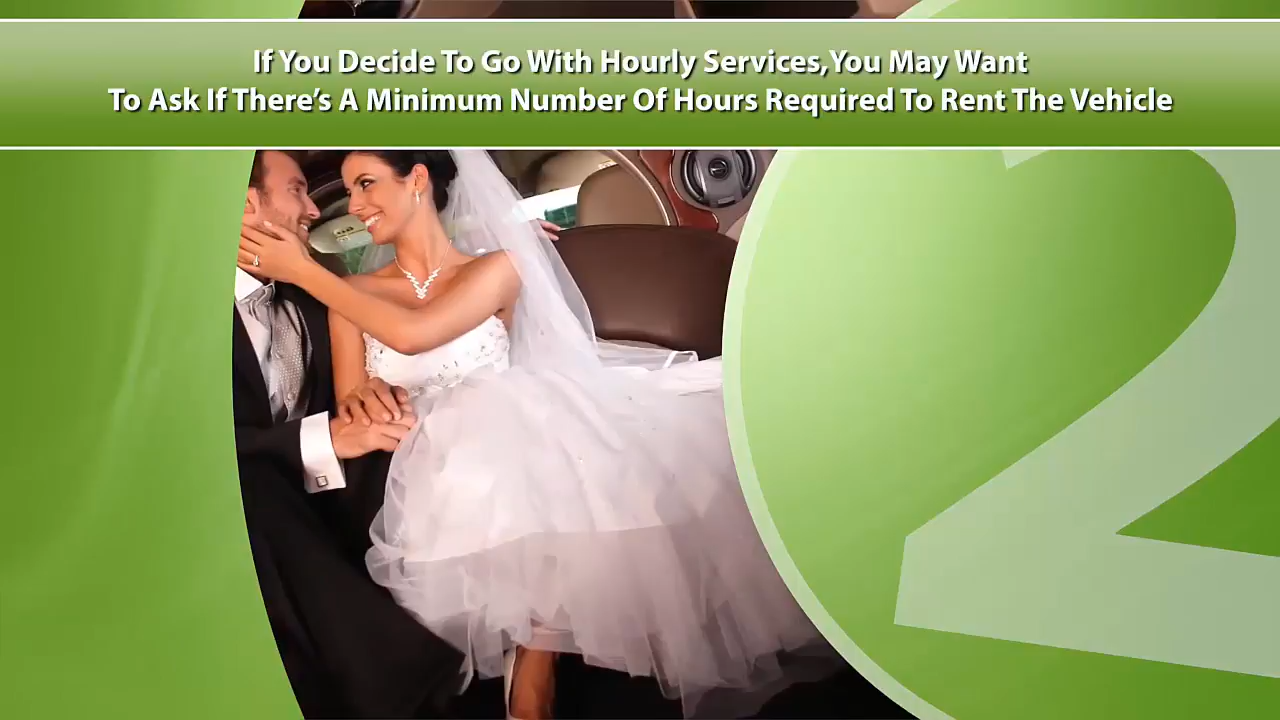 If You Decide To Go With Hourly Services,You May Want
To Ask If There's A Minimum Number Of Hours Required To Rent The Vehicle
2